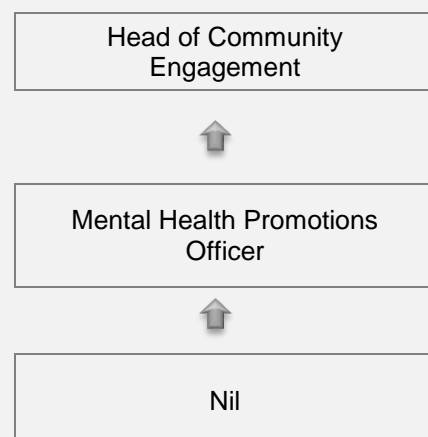 Head of Community
Engagement
Mental Health Promotions
Officer
Nil